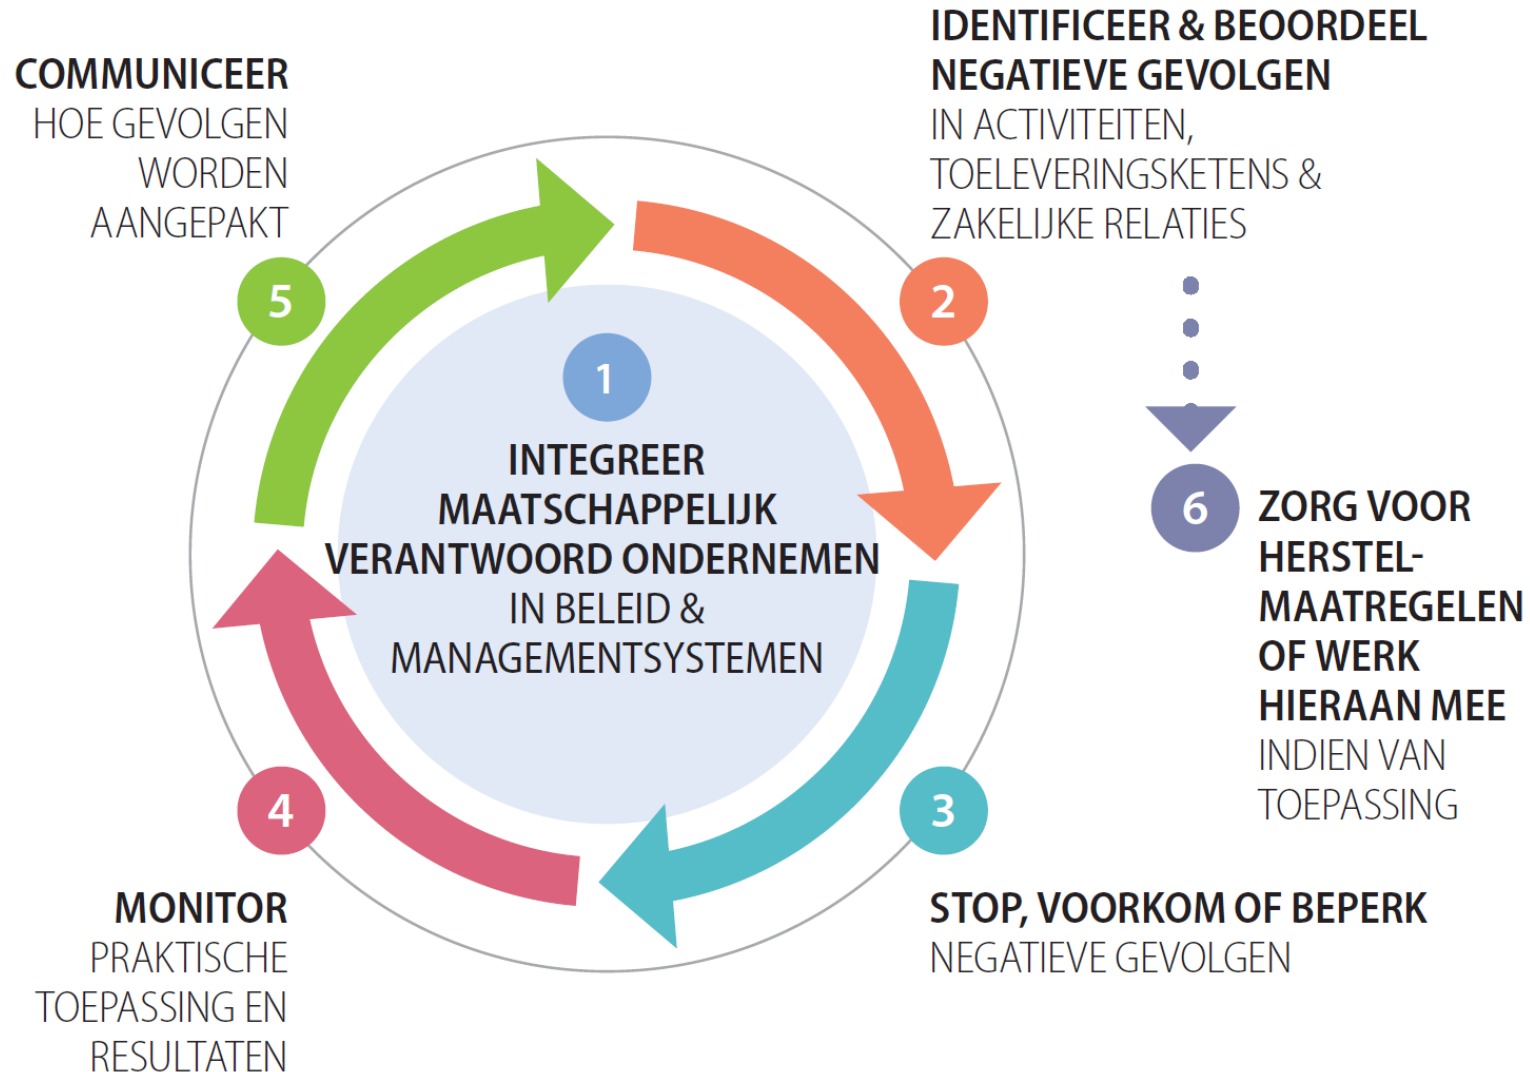 1
INTEGREER
MAATSCHAPPELIJK
VERANTWOORD ONDERNEMEN
IN BELEID &
MANAGEMENTSYSTEMEN
2
IDENTIFICEER & BEOORDEEL
NEGATIEVE GEVOLGEN
IN ACTIVITEITEN,
TOELEVERINGSKETENS &
ZAKELIJKE RELATIES
3
STOP, VOORKOM OF BEPERK
NEGATIEVE GEVOLGEN
4
MONITOR
PRAKTISCHE
TOEPASSING EN
RESULTATEN
5
COMMUNICEER
HOE GEVOLGEN
WORDEN
AANGEPAKT
6
ZORG VOOR
HERSTEL-
MAATREGELEN
OF WERK
HIERAAN MEE
INDIEN VAN
TOEPASSING